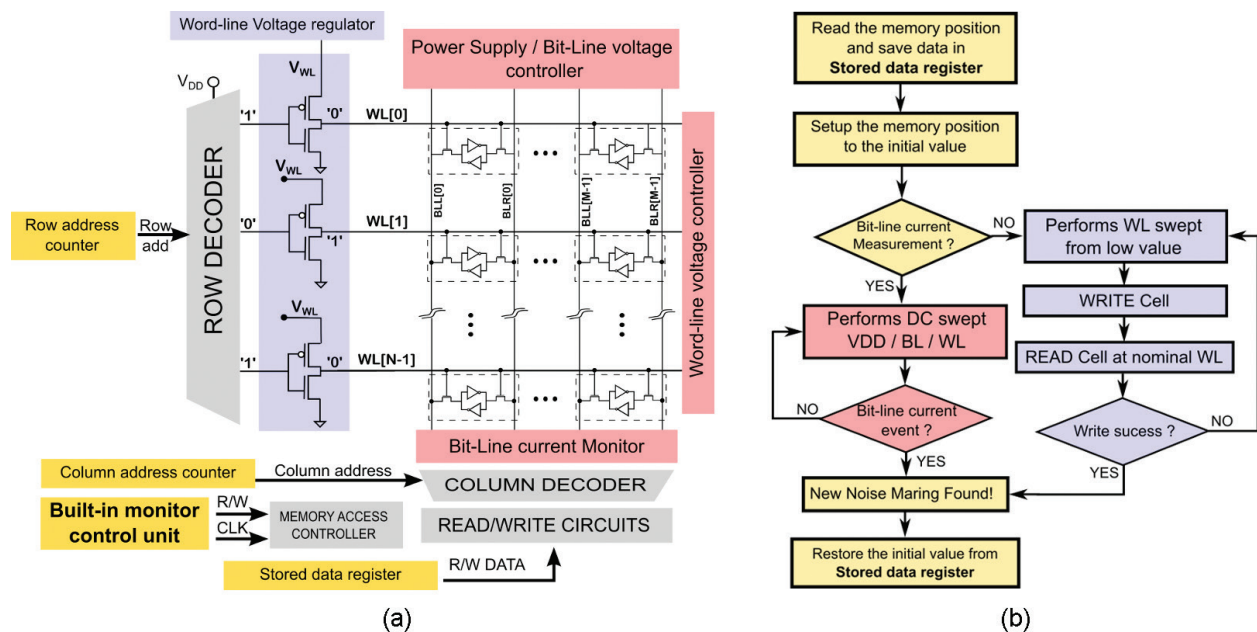 Word-line Voltage regulator
Power Supply / Bit-Line voltage
controller
VWL
VDD
'1'
'0'
WL[0]
ROW DECODER
VWL
BLL[0]
BLR[0]
BLL[M-1]
BLR[M-1]
Word-line voltage controller
Row address
counter
Row
add
'0'
'1'
WL[1]
VWL
'1'
'0'
WL[N-1]
Bit-Line current Monitor
Column address counter
Column address
COLUMN DECODER
Built-in monitor
control unit
R/W
CLK
MEMORY ACCESS
CONTROLLER
READ/WRITE CIRCUITS
Stored data register
R/W DATA
(a)
Read the memory position
and save data in
Stored data register
Setup the memory position
to the initial value
Bit-line current
Measurement ?
NO
YES
Performs WL swept
from low value
WRITE Cell
READ Cell at nominal WL
Write sucess ?
NO
YES
Performs DC swept
VDD / BL / WL
Bit-line current
event ?
NO
YES
New Noise Maring Found!
Restore the initial value from
Stored data register
(b)